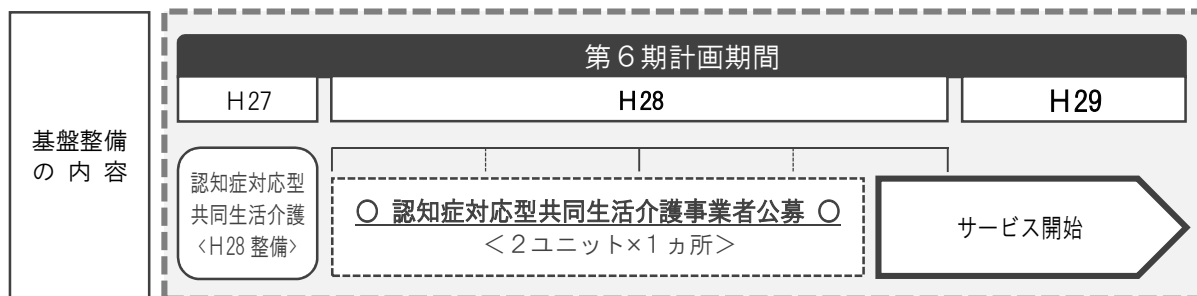 基盤整備
の 内 容
第６期計画期間
H27
H28
H29
認知症対応型
共同生活介護
<H28 整備>
○ 認知症対応型共同生活介護事業者公募 ○
＜２ユニット×1 ヵ所＞
サービス開始